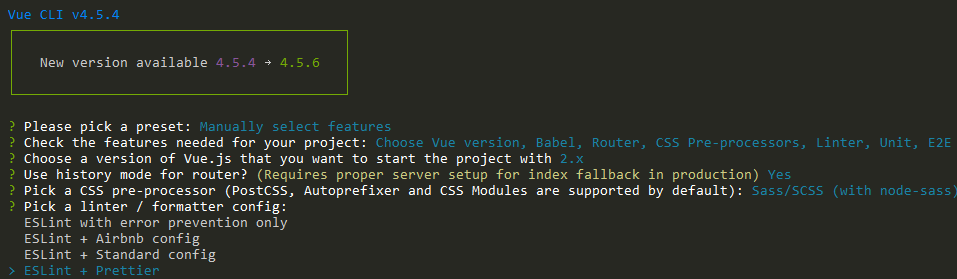 Vue CLI v4.5.4
New version available 4.5.4 → 4.5.6
? Please pick a preset: Manually select features
? Check the features needed for your project: Choose Vue version, Babel, Router, CSS Pre-processors, Linter, Unit, E2E
? Choose a version of Vue.js that you want to start the project with 2.x
? Use history mode for router? (Requires proper server setup for index fallback in production) Yes
? Pick a CSS pre-processor (PostCSS, Autoprefixer and CSS Modules are supported by default): Sass/SCSS (with node-sass)
? Pick a linter / formatter config:
ESLint with error prevention only
ESLint + Airbnb config
ESLint + Standard config
> ESLint + Prettier